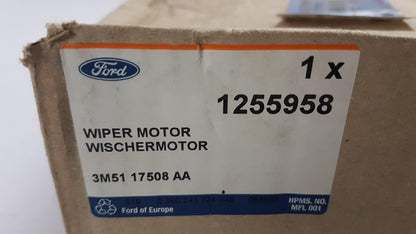 Ford
1 x
1255958
WIPER MOTOR
WISCHERMOTOR
3M51 17508 AA
HPMS. NO.
MFL 001
Ford of Europe